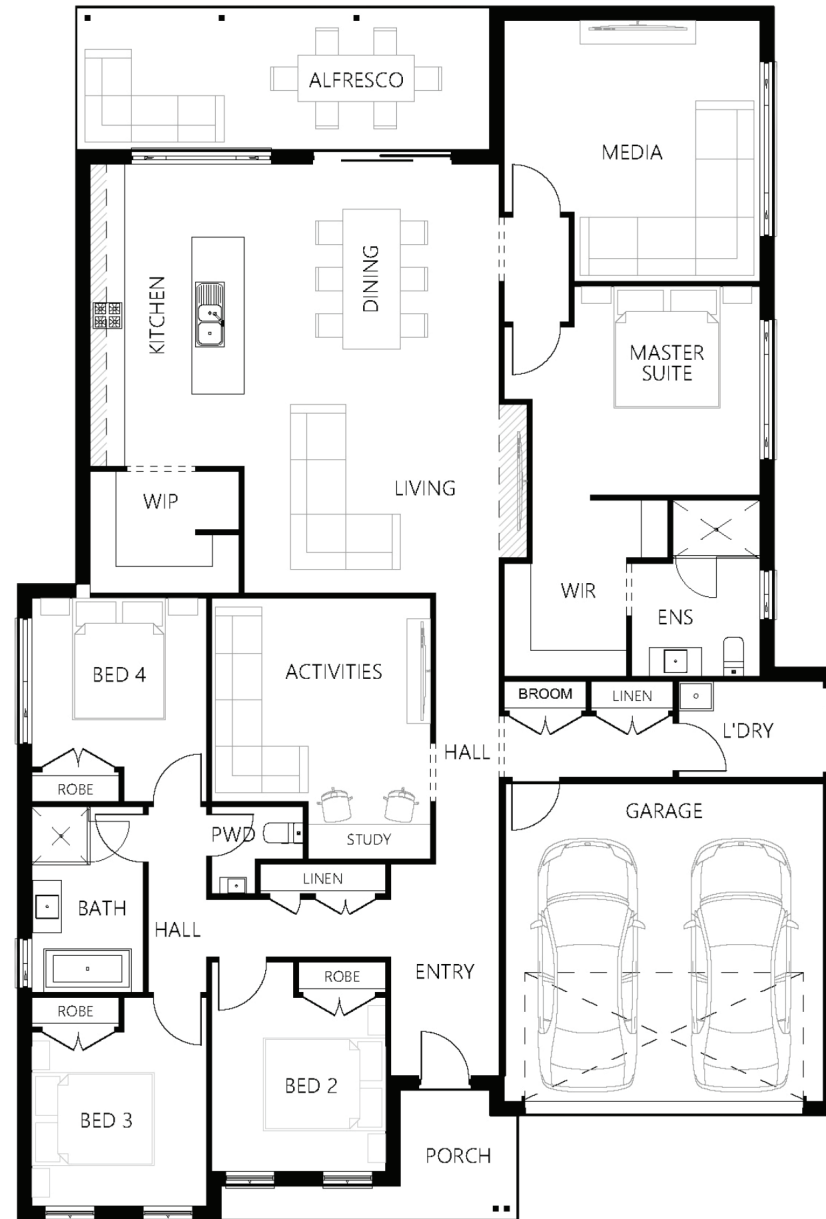 ALFRESCO
MEDIA
KITCHEN
DINING
MASTER
SUITE
WIP
LIVING
WIR
ENS
BED 4
ACTIVITIES
BROOM
LINEN
HALL
L'DRY
ROBE
GARAGE
PWD
STUDY
LINEN
BATH
HALL
ENTRY
ROBE
ROBE
BED 2
BED 3
PORCH